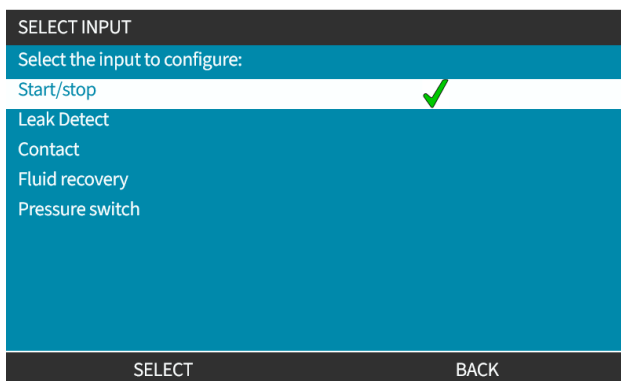 SELECT INPUT
Select the input to configure:
Start/stop
Leak Detect
Contact
Fluid recovery
Pressure switch
SELECT BACK